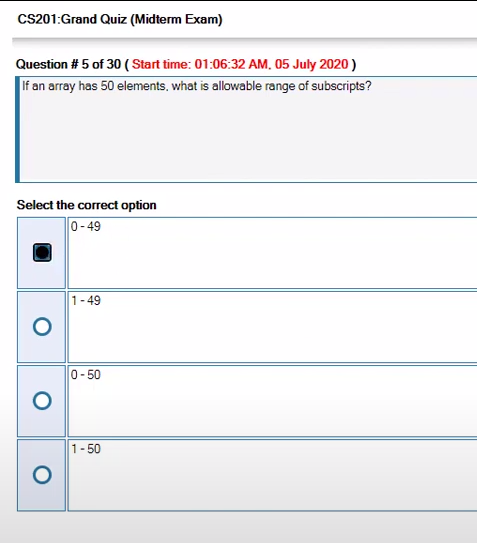 CS201:Grand Quiz (Midterm Exam)
Question # 5 of 30 ( Start time: 01:06:32 AM, 05 July 2020 )
If an array has 50 elements, what is allowable range of subscripts?
Select the correct option
0 - 49
1 - 49
0 - 50
1 - 50